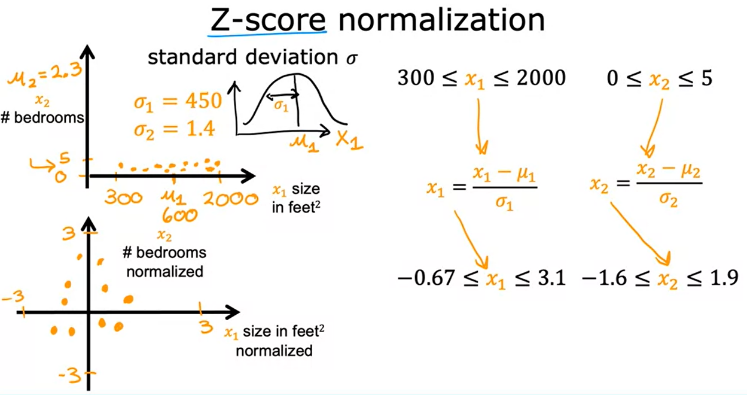 Z-score normalization
standard deviation σ
μ₂ = 2.3
x₂
# bedrooms
σ₁ = 450
σ₂ = 1.4
σ₁
μ₁
x₁
5
0
300
μ₁
600
2000
x₁ size
in feet²
x₂
# bedrooms
normalized
3
-3
3
-3
x₁ size in feet²
normalized
300 ≤ x₁ ≤ 2000
0 ≤ x₂ ≤ 5
x₁ = (x₁ − μ₁) / σ₁
x₂ = (x₂ − μ₂) / σ₂
−0.67 ≤ x₁ ≤ 3.1
−1.6 ≤ x₂ ≤ 1.9